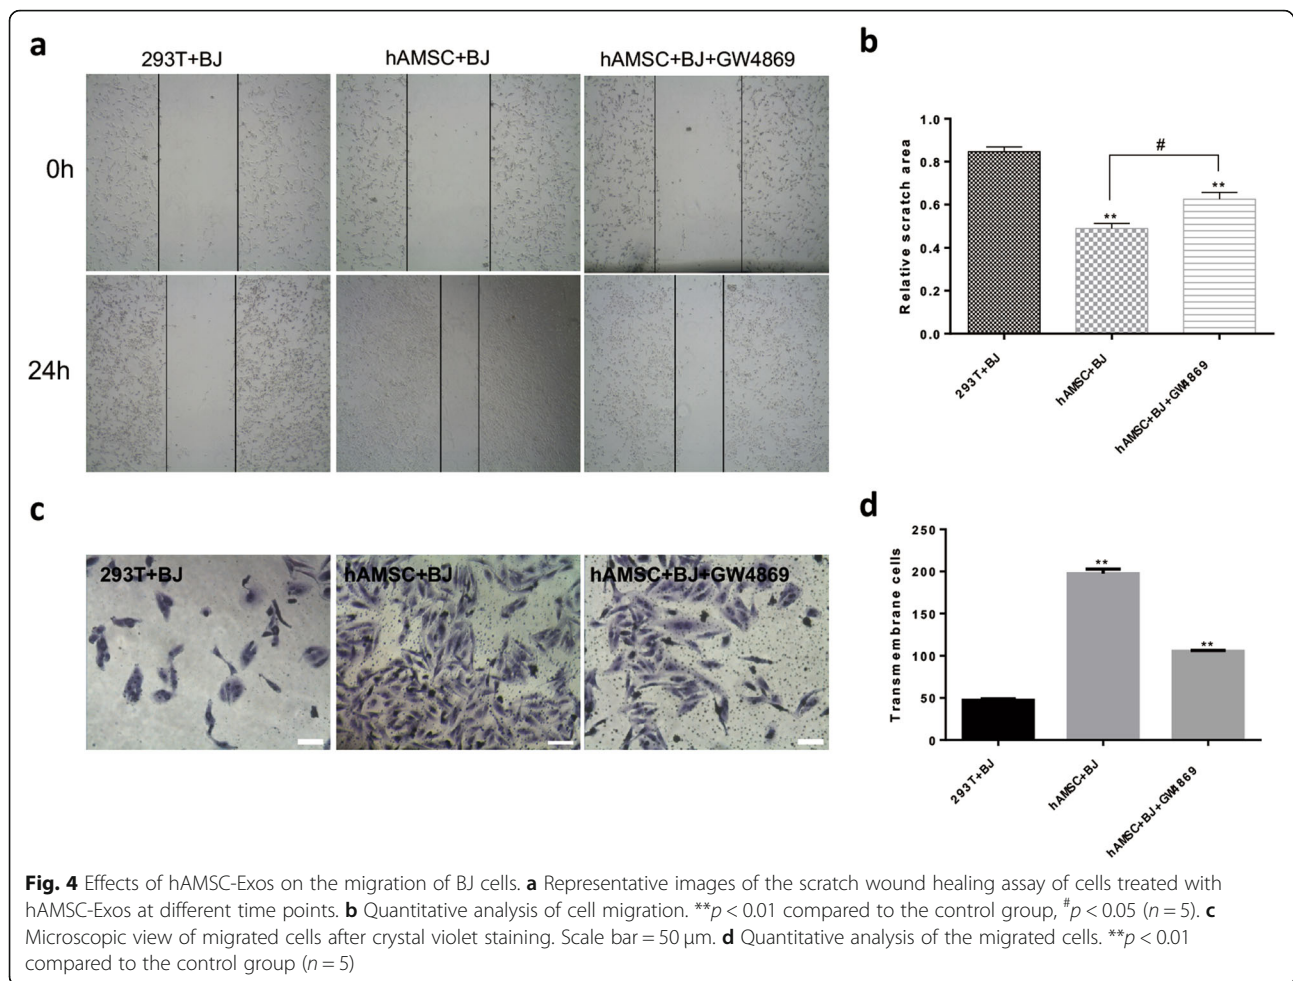 a
293T+BJ hAMSC+BJ hAMSC+BJ+GW4869
0h
24h
b
Relative scratch area
1.0
0.8
0.6
0.4
0.2
0.0
#
**
**
293T+BJ
hAMSC+BJ
hAMSC+BJ+GW4869
c
293T+BJ hAMSC+BJ hAMSC+BJ+GW4869
d
Transmembrane cells
250
200
150
100
50
0
**
**
293T+BJ
hAMSC+BJ
hAMSC+BJ+GW4869
Fig. 4 Effects of hAMSC-Exos on the migration of BJ cells. a Representative images of the scratch wound healing assay of cells treated with
hAMSC-Exos at different time points. b Quantitative analysis of cell migration. **p < 0.01 compared to the control group, #p < 0.05 (n = 5). c
Microscopic view of migrated cells after crystal violet staining. Scale bar = 50 μm. d Quantitative analysis of the migrated cells. **p < 0.01
compared to the control group (n = 5)